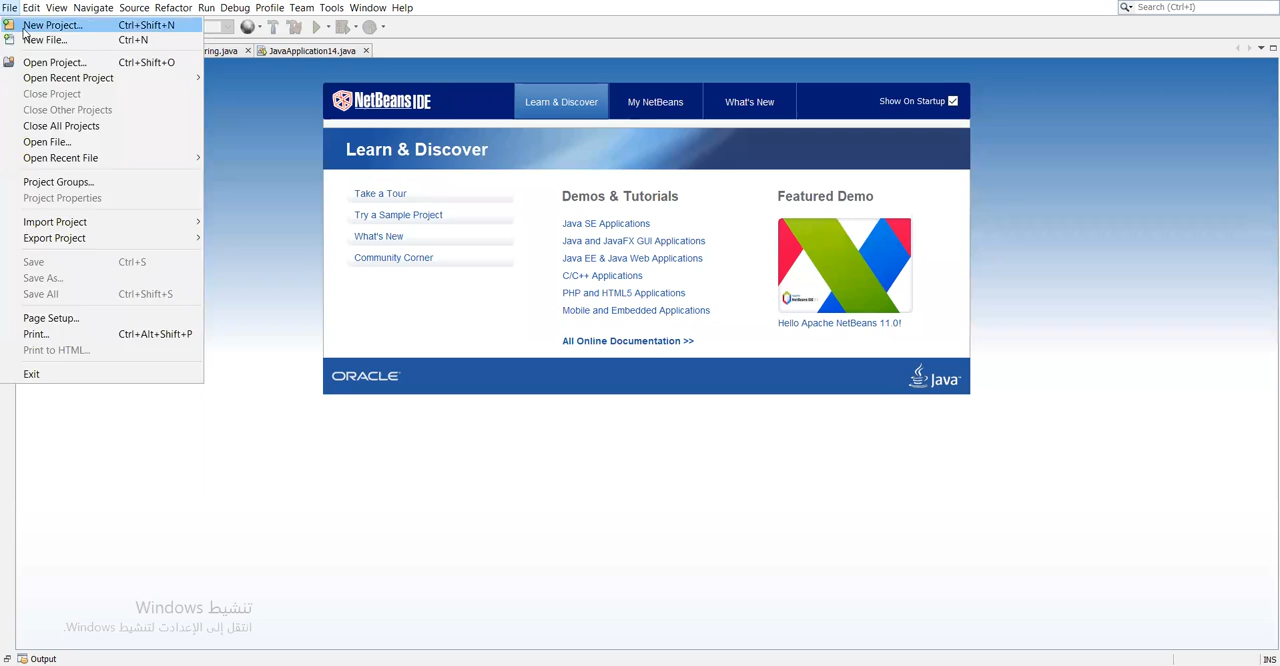 File Edit View Navigate Source Refactor Run Debug Profile Team Tools Window Help
Search (Ctrl+I)
New Project... Ctrl+Shift+N
New File... Ctrl+N
ring.java JavaApplication14.java
Open Project... Ctrl+Shift+O
Open Recent Project
Close Project
Close Other Projects
Close All Projects
Open File...
Open Recent File
Project Groups...
Project Properties
Import Project
Export Project
Save Ctrl+S
Save As...
Save All Ctrl+Shift+S
Page Setup...
Print... Ctrl+Alt+Shift+P
Print to HTML...
Exit
NetBeans IDE
Learn & Discover
My NetBeans
What's New
Show On Startup
Learn & Discover
Take a Tour
Try a Sample Project
What's New
Community Corner
Demos & Tutorials
Java SE Applications
Java and JavaFX GUI Applications
Java EE & Java Web Applications
C/C++ Applications
PHP and HTML5 Applications
Mobile and Embedded Applications
All Online Documentation >>
Featured Demo
Hello Apache NetBeans 11.0!
ORACLE
Java
تنشيط Windows
انتقل إلى الإعدادت لتنشيط Windows.
Output
INS